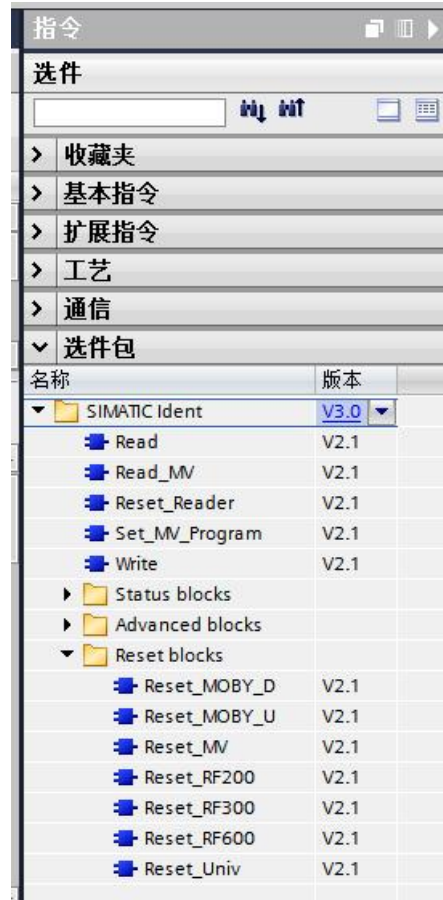 指令
选件
收藏夹
基本指令
扩展指令
工艺
通信
选件包
名称 版本
SIMATIC Ident V3.0
Read V2.1
Read_MV V2.1
Reset_Reader V2.1
Set_MV_Program V2.1
Write V2.1
Status blocks
Advanced blocks
Reset blocks
Reset_MOBY_D V2.1
Reset_MOBY_U V2.1
Reset_MV V2.1
Reset_RF200 V2.1
Reset_RF300 V2.1
Reset_RF600 V2.1
Reset_Univ V2.1